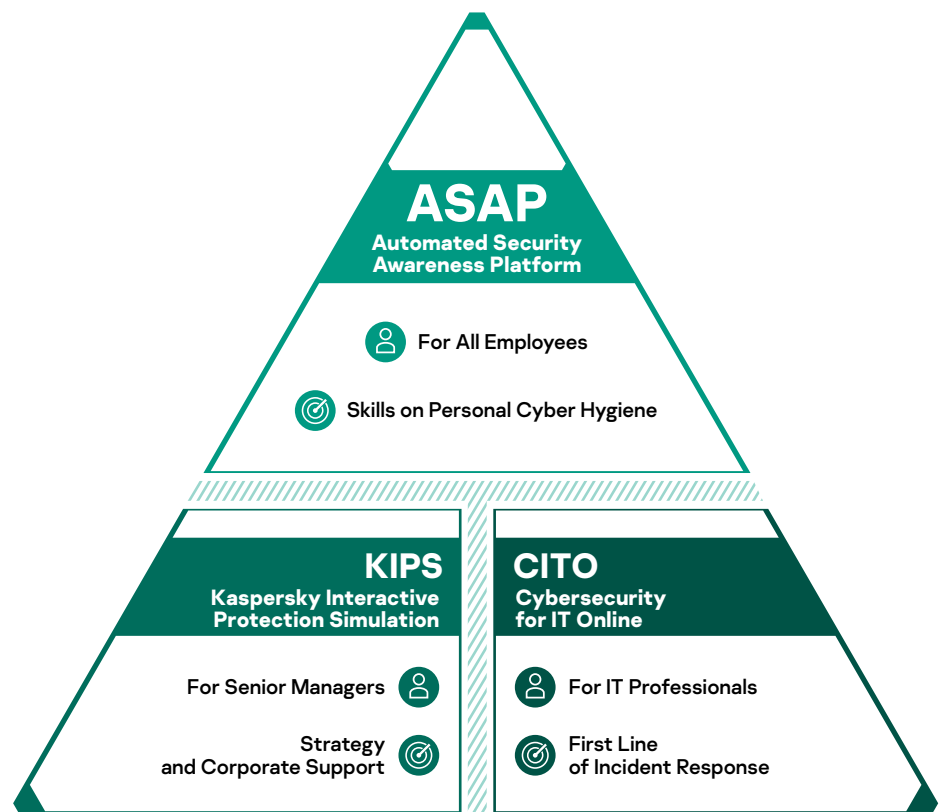 ASAP
Automated Security
Awareness Platform
For All Employees
Skills on Personal Cyber Hygiene
KIPS
Kaspersky Interactive
Protection Simulation
For Senior Managers
Strategy
and Corporate Support
CITO
Cybersecurity
for IT Online
For IT Professionals
First Line
of Incident Response